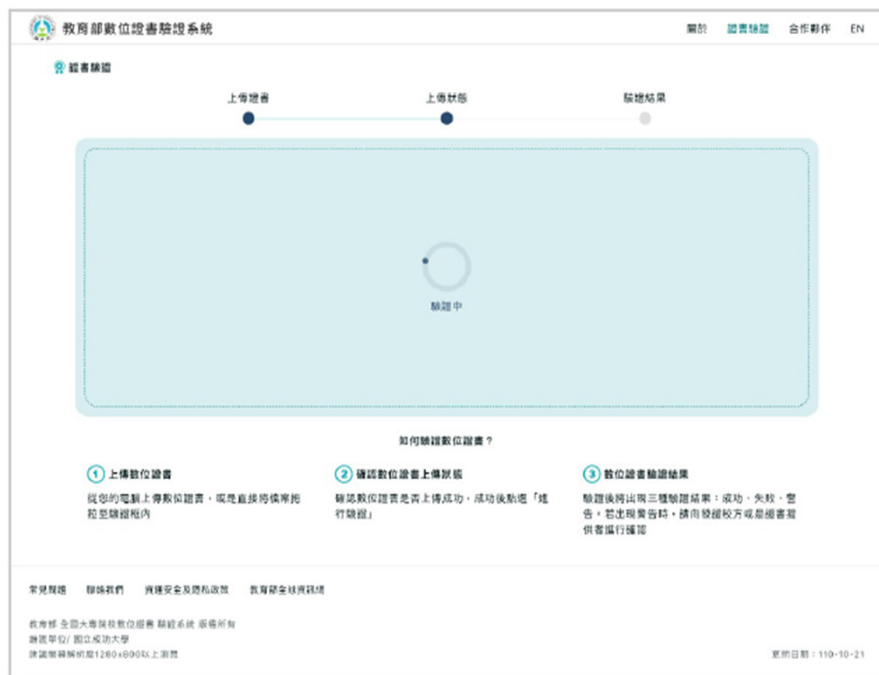 教育部數位證書驗證系統
關於 證書驗證 合作夥伴 EN
證書驗證
上傳證書 上傳狀態 驗證結果
驗證中
如何驗證數位證書？
1 上傳數位證書
從您的電腦上傳數位證書，或是直接將檔案拖
拉至驗證框內
2 確認數位證書上傳狀態
確認數位證書是否上傳成功，成功後點選「進
行驗證」
3 數位證書驗證結果
驗證後將出現三種驗證結果：成功、失敗、警
告。若出現警告時，請向發證校方或是證書擁
供者進行確認
常見問題 聯絡我們 資通安全及隱私政策 教育部全球資訊網
教育部 全國大專院校數位證書 驗證系統 版權所有
維護單位/ 國立成功大學
建議螢幕解析度1280x800以上瀏覽
更新日期：110-10-21